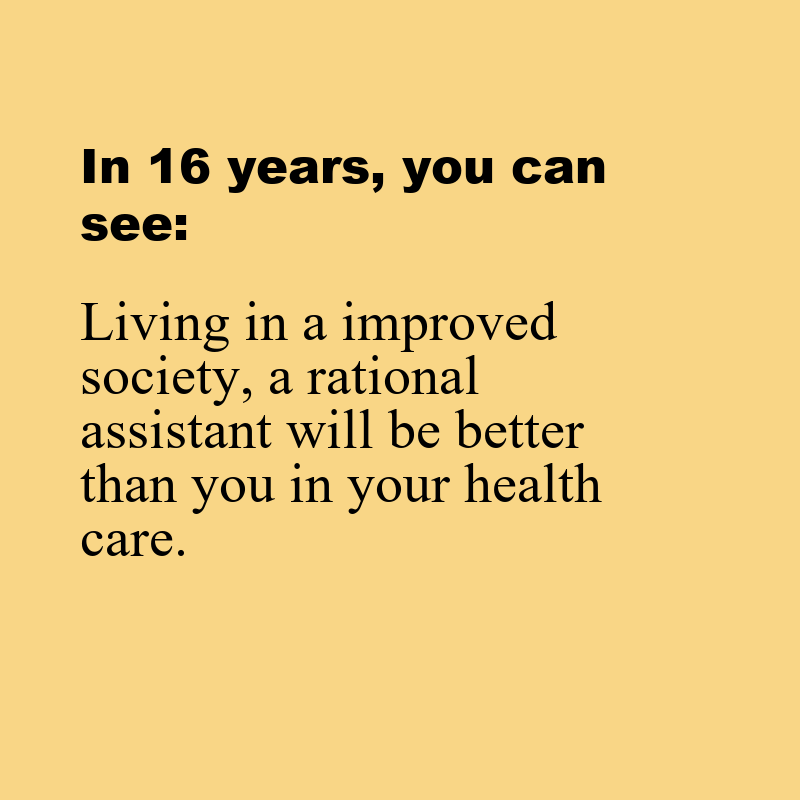 In 16 years, you can
see:
Living in a improved
society, a rational
assistant will be better
than you in your health
care.